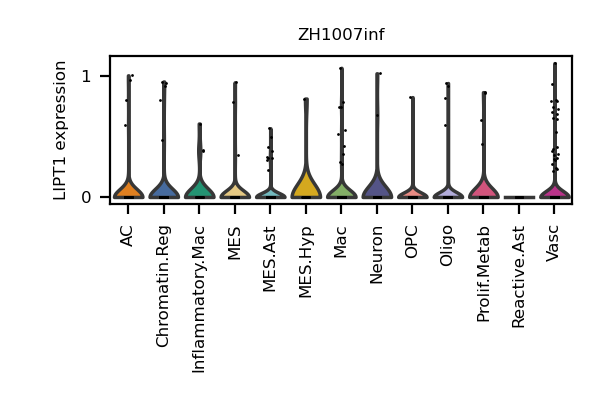 ZH1007inf
LIPT1 expression
1
0
AC
Chromatin.Reg
Inflammatory.Mac
MES
MES.Ast
MES.Hyp
Mac
Neuron
OPC
Oligo
Prolif.Metab
Reactive.Ast
Vasc